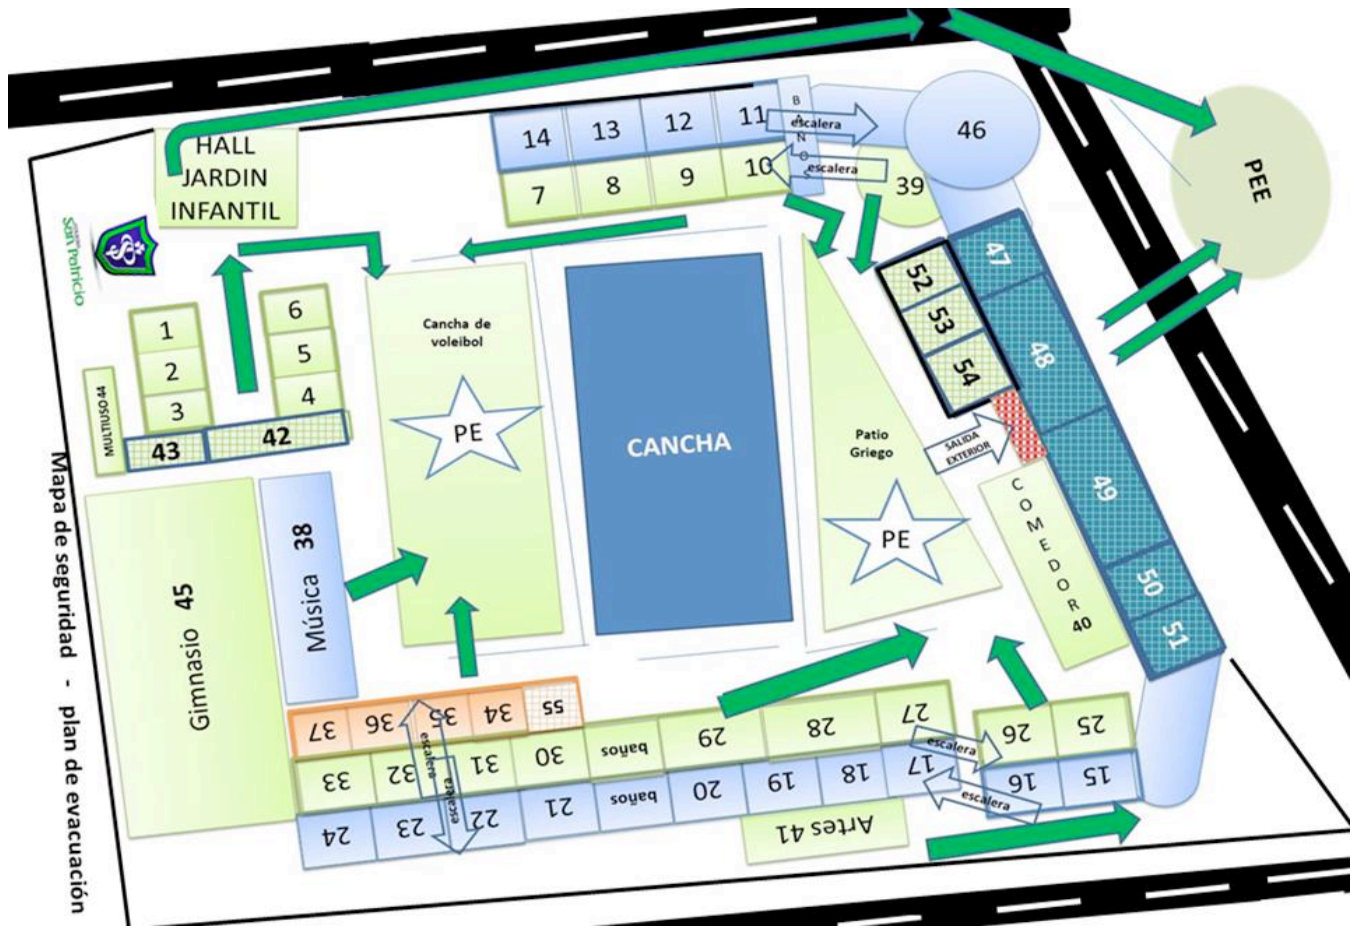 HALL
JARDIN
INFANTIL
14 13 12 11
7 8 9 10
BAÑOS
escalera
escalera
46
39
PEE
San Patricio
1
2
3
6
5
4
MULTIUSO 44
43
42
Cancha de
voleibol
PE
CANCHA
Patio
Griego
PE
SALIDA
EXTERIOR
52
53
54
47
48
49
50
51
COMEDOR 40
Mapa de seguridad - plan de evacuación
Gimnasio 45
Música 38
37 36 35 34 55
33 32 31 30 baños 29 28 27
26 25
24 23 22 21 baños 20 19 18 17
16 15
escalera
escalera
escalera
escalera
Artes 41